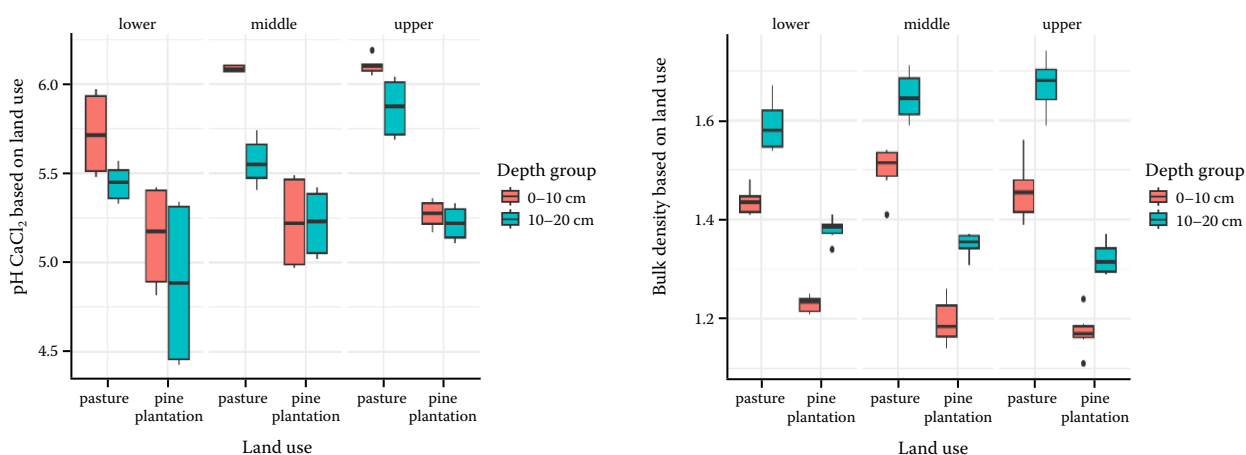 lower middle upper
pH CaCl₂ based on land use
6.0
5.5
5.0
4.5
pasture pine plantation pasture pine plantation pasture pine plantation
Land use
Depth group
0–10 cm
10–20 cm
lower middle upper
Bulk density based on land use
1.6
1.4
1.2
pasture pine plantation pasture pine plantation pasture pine plantation
Land use
Depth group
0–10 cm
10–20 cm